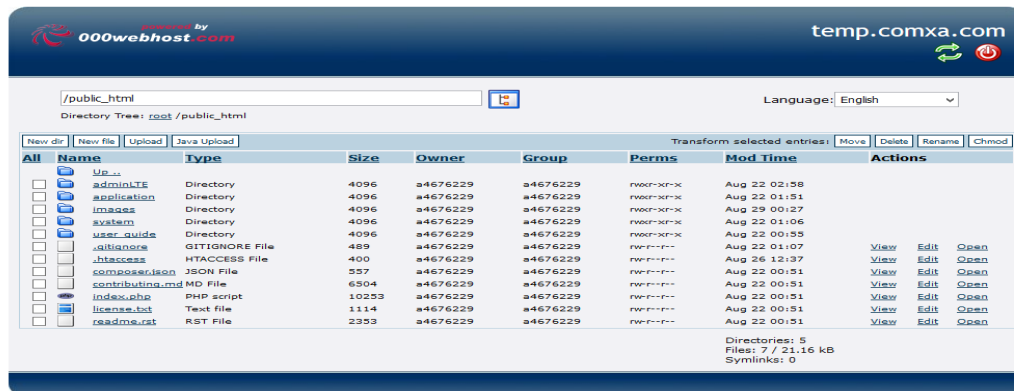 powered by
000webhost.com
temp.comxa.com
/public_html
Language: English
Directory Tree: root /public_html
New dir New file Upload Java Upload Transform selected entries: Move Delete Rename Chmod
All Name Type Size Owner Group Perms Mod Time Actions
Up ..
adminLTE Directory 4096 a4676229 a4676229 rwxr-xr-x Aug 22 02:58
application Directory 4096 a4676229 a4676229 rwxr-xr-x Aug 22 01:51
images Directory 4096 a4676229 a4676229 rwxr-xr-x Aug 29 00:27
system Directory 4096 a4676229 a4676229 rwxr-xr-x Aug 22 01:06
user_guide Directory 4096 a4676229 a4676229 rwxr-xr-x Aug 22 00:55
.gitignore GITIGNORE File 489 a4676229 a4676229 rw-r--r-- Aug 22 01:07 View Edit Open
.htaccess HTACCESS File 400 a4676229 a4676229 rw-r--r-- Aug 26 12:37 View Edit Open
composer.json JSON File 557 a4676229 a4676229 rw-r--r-- Aug 22 00:51 View Edit Open
contributing.md MD File 6504 a4676229 a4676229 rw-r--r-- Aug 22 00:51 View Edit Open
index.php PHP script 10253 a4676229 a4676229 rw-r--r-- Aug 22 00:51 View Edit Open
license.txt Text file 1114 a4676229 a4676229 rw-r--r-- Aug 22 00:51 View Edit Open
readme.rst RST File 2353 a4676229 a4676229 rw-r--r-- Aug 22 00:51 View Edit Open
Directories: 5
Files: 7 / 21.16 kB
Symlinks: 0